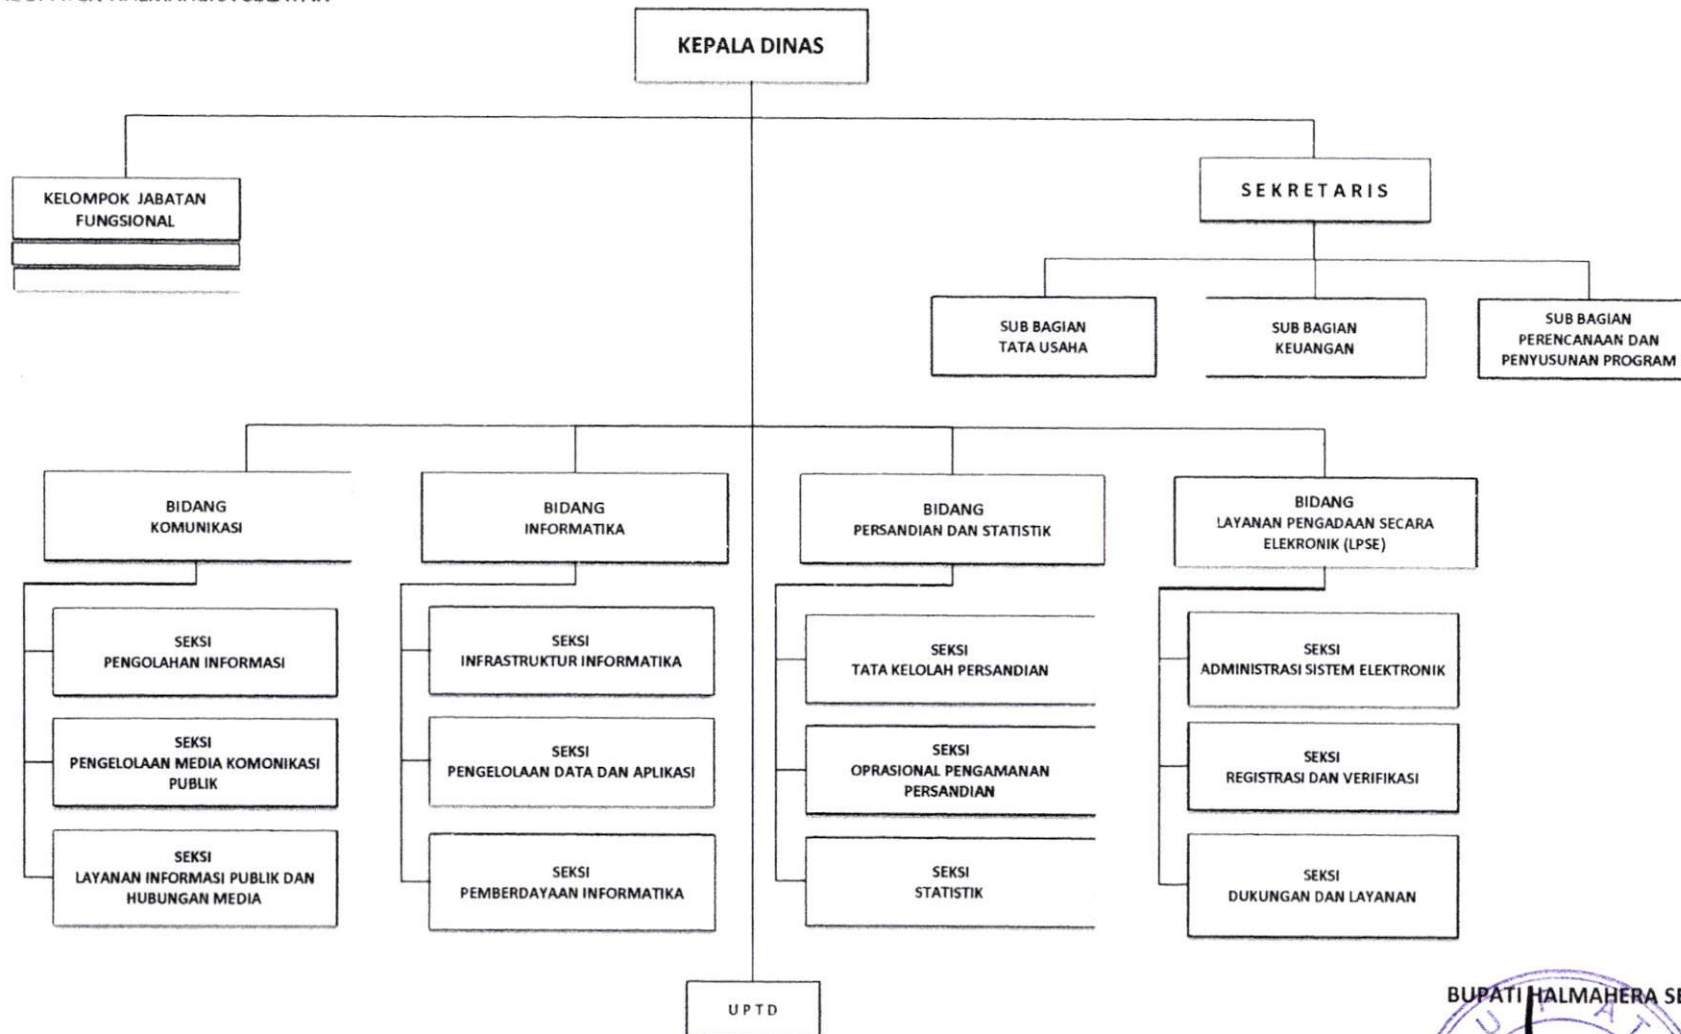 KEPALA DINAS
KELOMPOK JABATAN
FUNGSIONAL
SEKRETARIS
SUB BAGIAN
TATA USAHA
SUB BAGIAN
KEUANGAN
SUB BAGIAN
PERENCANAAN DAN
PENYUSUNAN PROGRAM
BIDANG
KOMUNIKASI
BIDANG
INFORMATIKA
BIDANG
PERSANDIAN DAN STATISTIK
BIDANG
LAYANAN PENGADAAN SECARA
ELEKRONIK (LPSE)
SEKSI
PENGOLAHAN INFORMASI
SEKSI
PENGELOLAAN MEDIA KOMONIKASI
PUBLIK
SEKSI
LAYANAN INFORMASI PUBLIK DAN
HUBUNGAN MEDIA
SEKSI
INFRASTRUKTUR INFORMATIKA
SEKSI
PENGELOLAAN DATA DAN APLIKASI
SEKSI
PEMBERDAYAAN INFORMATIKA
SEKSI
TATA KELOLAH PERSANDIAN
SEKSI
OPRASIONAL PENGAMANAN
PERSANDIAN
SEKSI
STATISTIK
SEKSI
ADMINISTRASI SISTEM ELEKTRONIK
SEKSI
REGISTRASI DAN VERIFIKASI
SEKSI
DUKUNGAN DAN LAYANAN
UPTD
BUPATI HALMAHERA SE